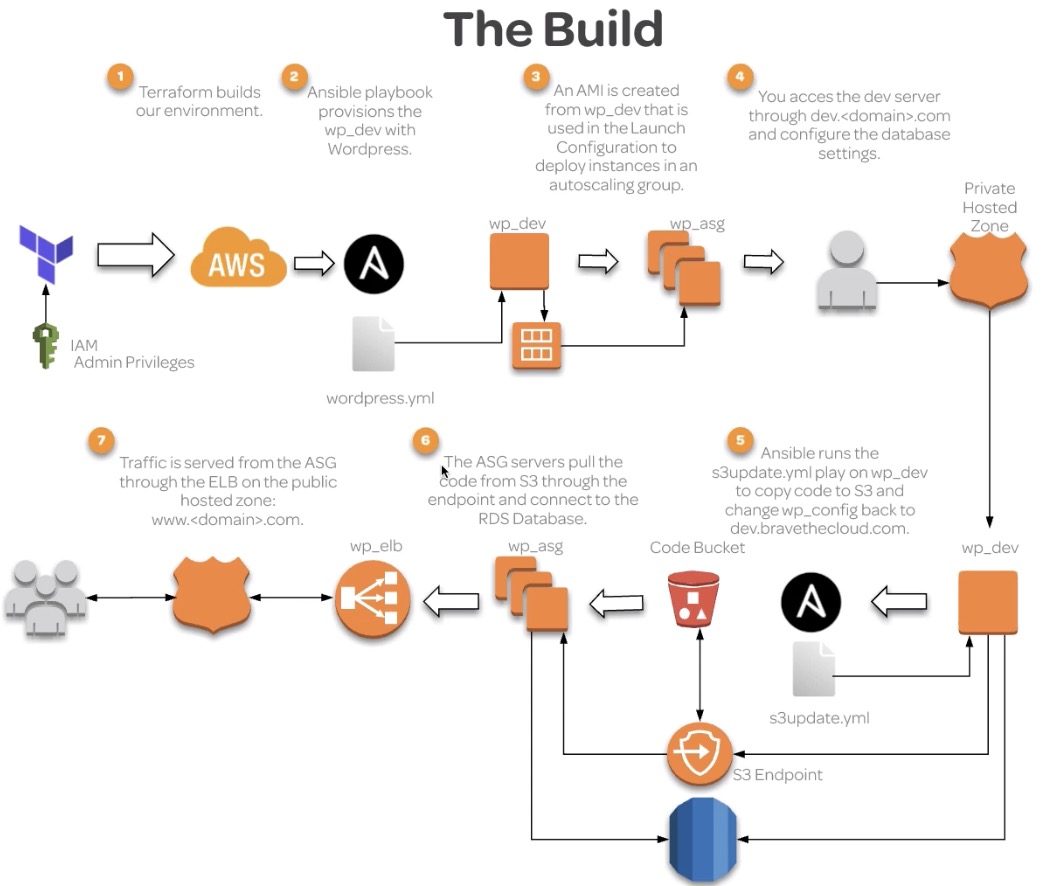 The Build
1
Terraform builds
our environment.
2
Ansible playbook
provisions the
wp_dev with
Wordpress.
3
An AMI is created
from wp_dev that is
used in the Launch
Configuration to
deploy instances in an
autoscaling group.
4
You acces the dev server
through dev.<domain>.com
and configure the database
settings.
Private
Hosted
Zone
wp_dev
wp_asg
AWS
IAM
Admin Privileges
wordpress.yml
7
Traffic is served from the ASG
through the ELB on the public
hosted zone:
www.<domain>.com.
6
The ASG servers pull the
code from S3 through the
endpoint and connect to the
RDS Database.
5
Ansible runs the
s3update.yml play on wp_dev
to copy code to S3 and
change wp_config back to
dev.bravethecloud.com.
wp_elb
wp_asg
Code Bucket
wp_dev
s3update.yml
S3 Endpoint